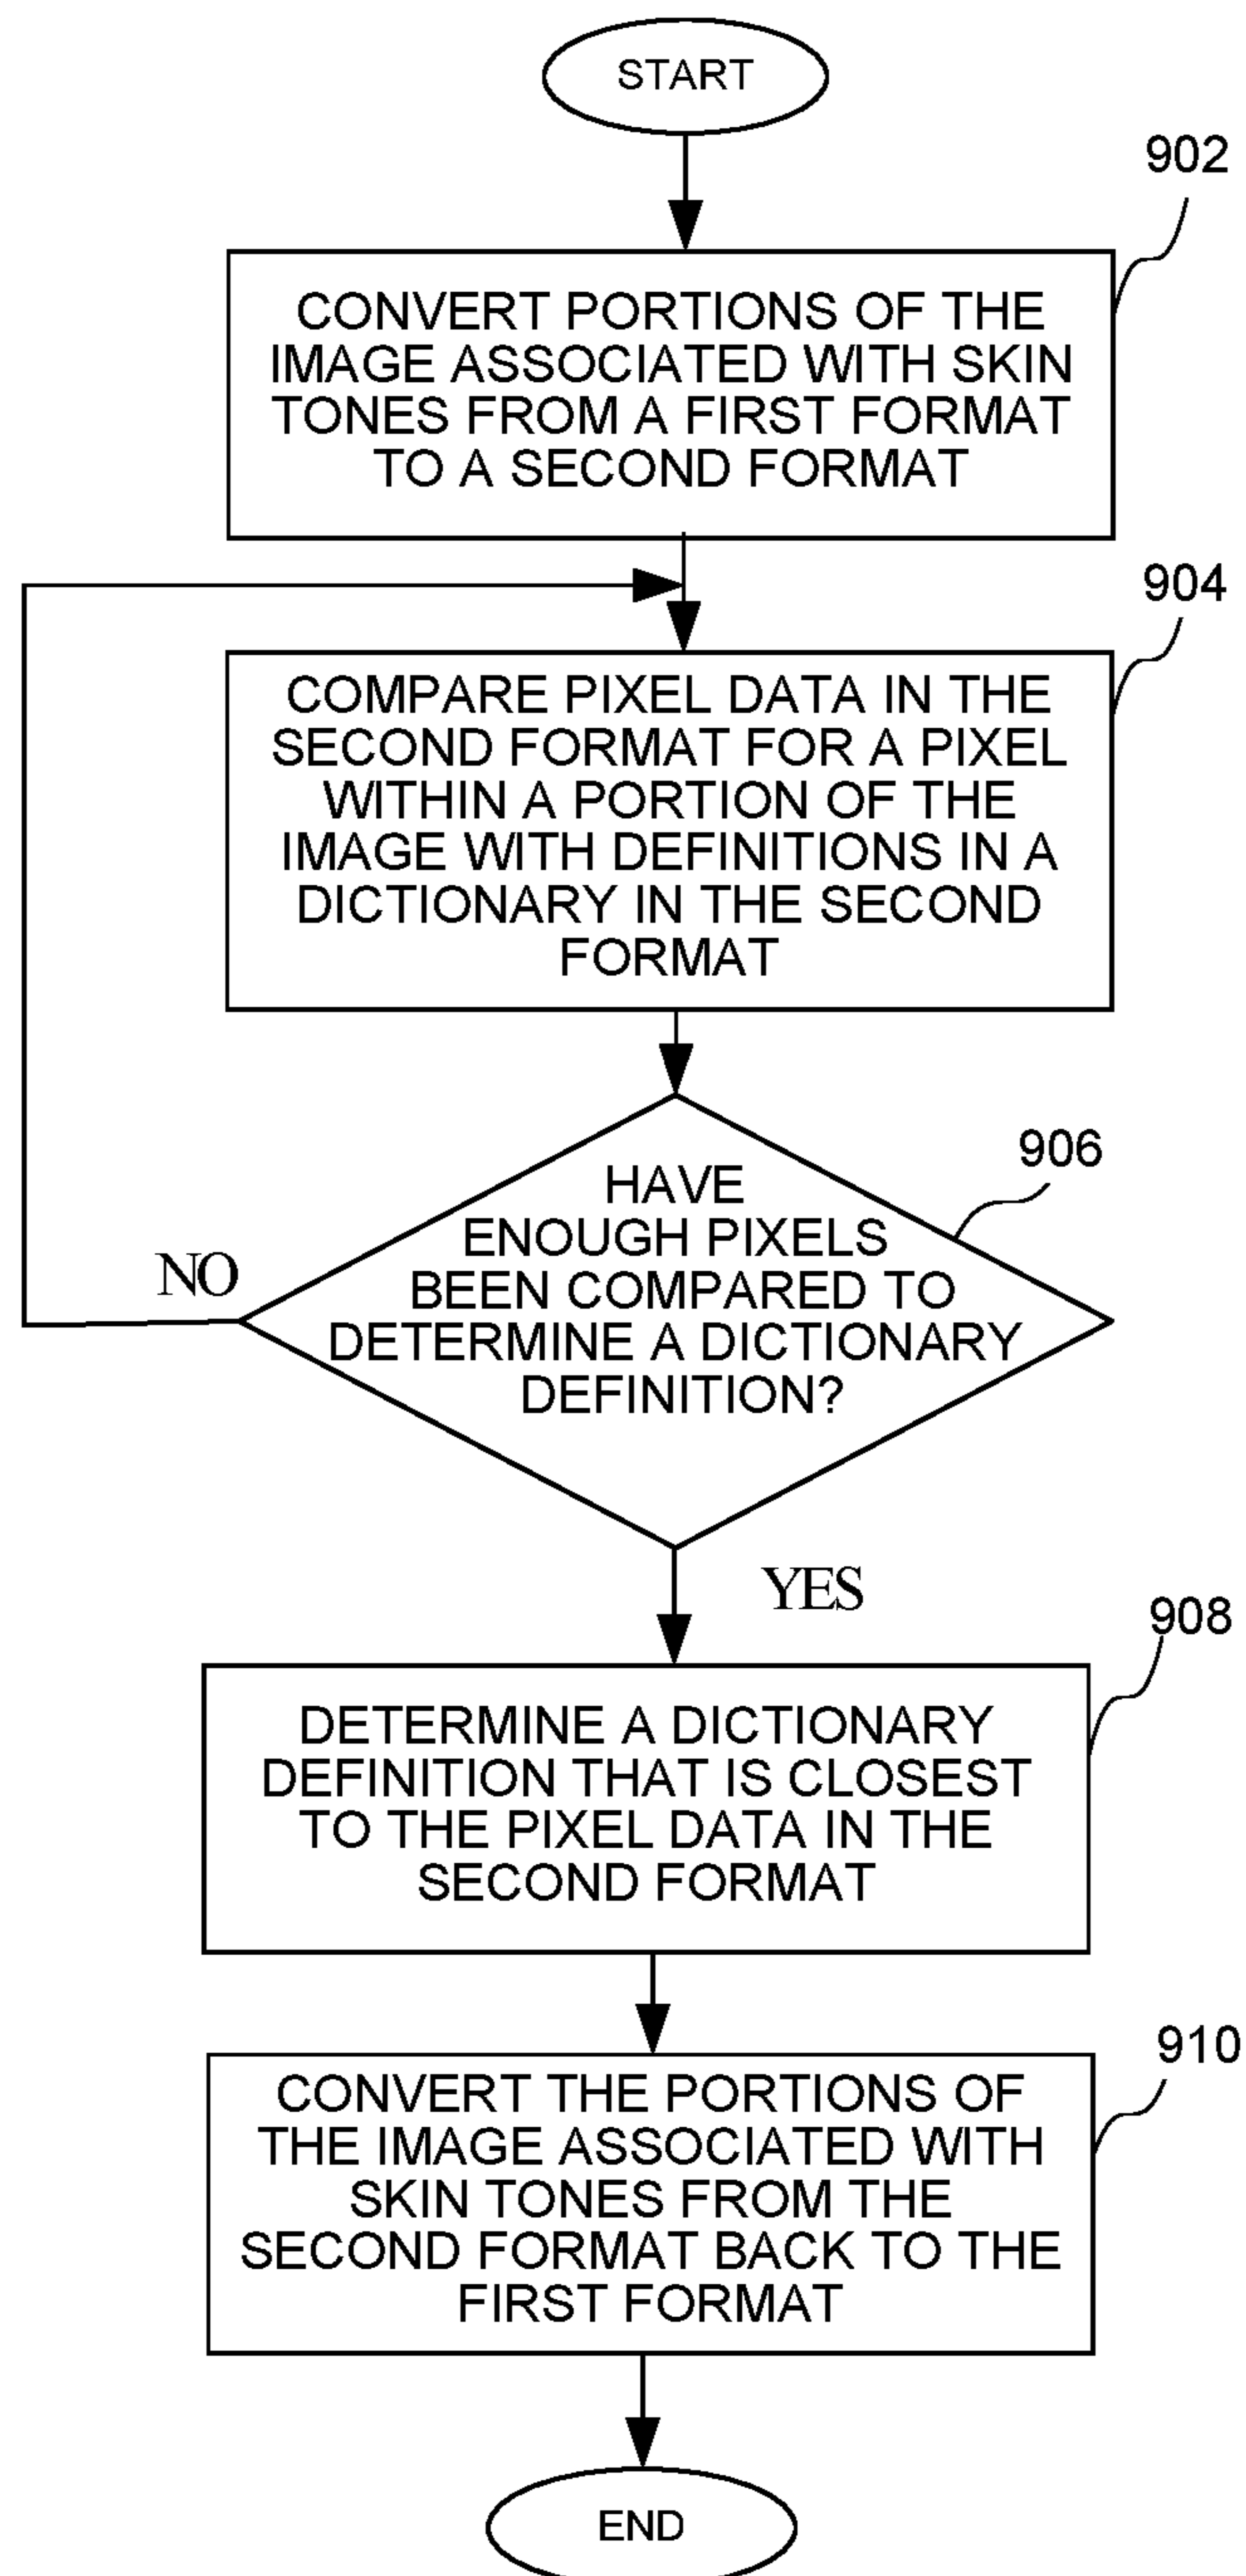 START
902
CONVERT PORTIONS OF THE
IMAGE ASSOCIATED WITH SKIN
TONES FROM A FIRST FORMAT
TO A SECOND FORMAT
904
COMPARE PIXEL DATA IN THE
SECOND FORMAT FOR A PIXEL
WITHIN A PORTION OF THE
IMAGE WITH DEFINITIONS IN A
DICTIONARY IN THE SECOND
FORMAT
906
HAVE
ENOUGH PIXELS
BEEN COMPARED TO
DETERMINE A DICTIONARY
DEFINITION?
NO
YES
908
DETERMINE A DICTIONARY
DEFINITION THAT IS CLOSEST
TO THE PIXEL DATA IN THE
SECOND FORMAT
910
CONVERT THE PORTIONS OF
THE IMAGE ASSOCIATED WITH
SKIN TONES FROM THE
SECOND FORMAT BACK TO THE
FIRST FORMAT
END